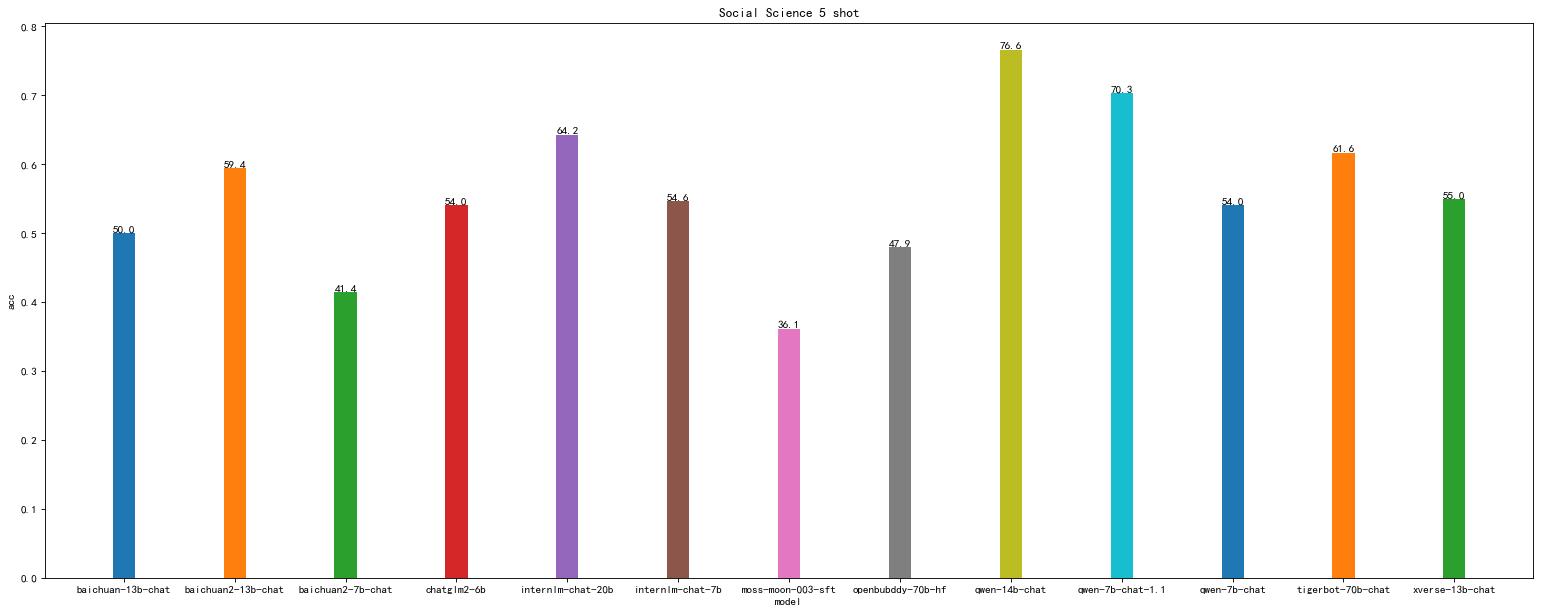 Social Science 5 shot
0.8
0.7
0.6
0.5
0.4
0.3
0.2
0.1
0.0
acc
50.0
59.4
41.4
54.0
64.2
54.6
36.1
47.9
76.6
70.3
54.0
61.6
55.0
baichuan-13b-chat
baichuan2-13b-chat
baichuan2-7b-chat
chatglm2-6b
internlm-chat-20b
internlm-chat-7b
moss-moon-003-sft
openbubddy-70b-hf
qwen-14b-chat
qwen-7b-chat-1.1
qwen-7b-chat
tigerbot-70b-chat
xverse-13b-chat
model